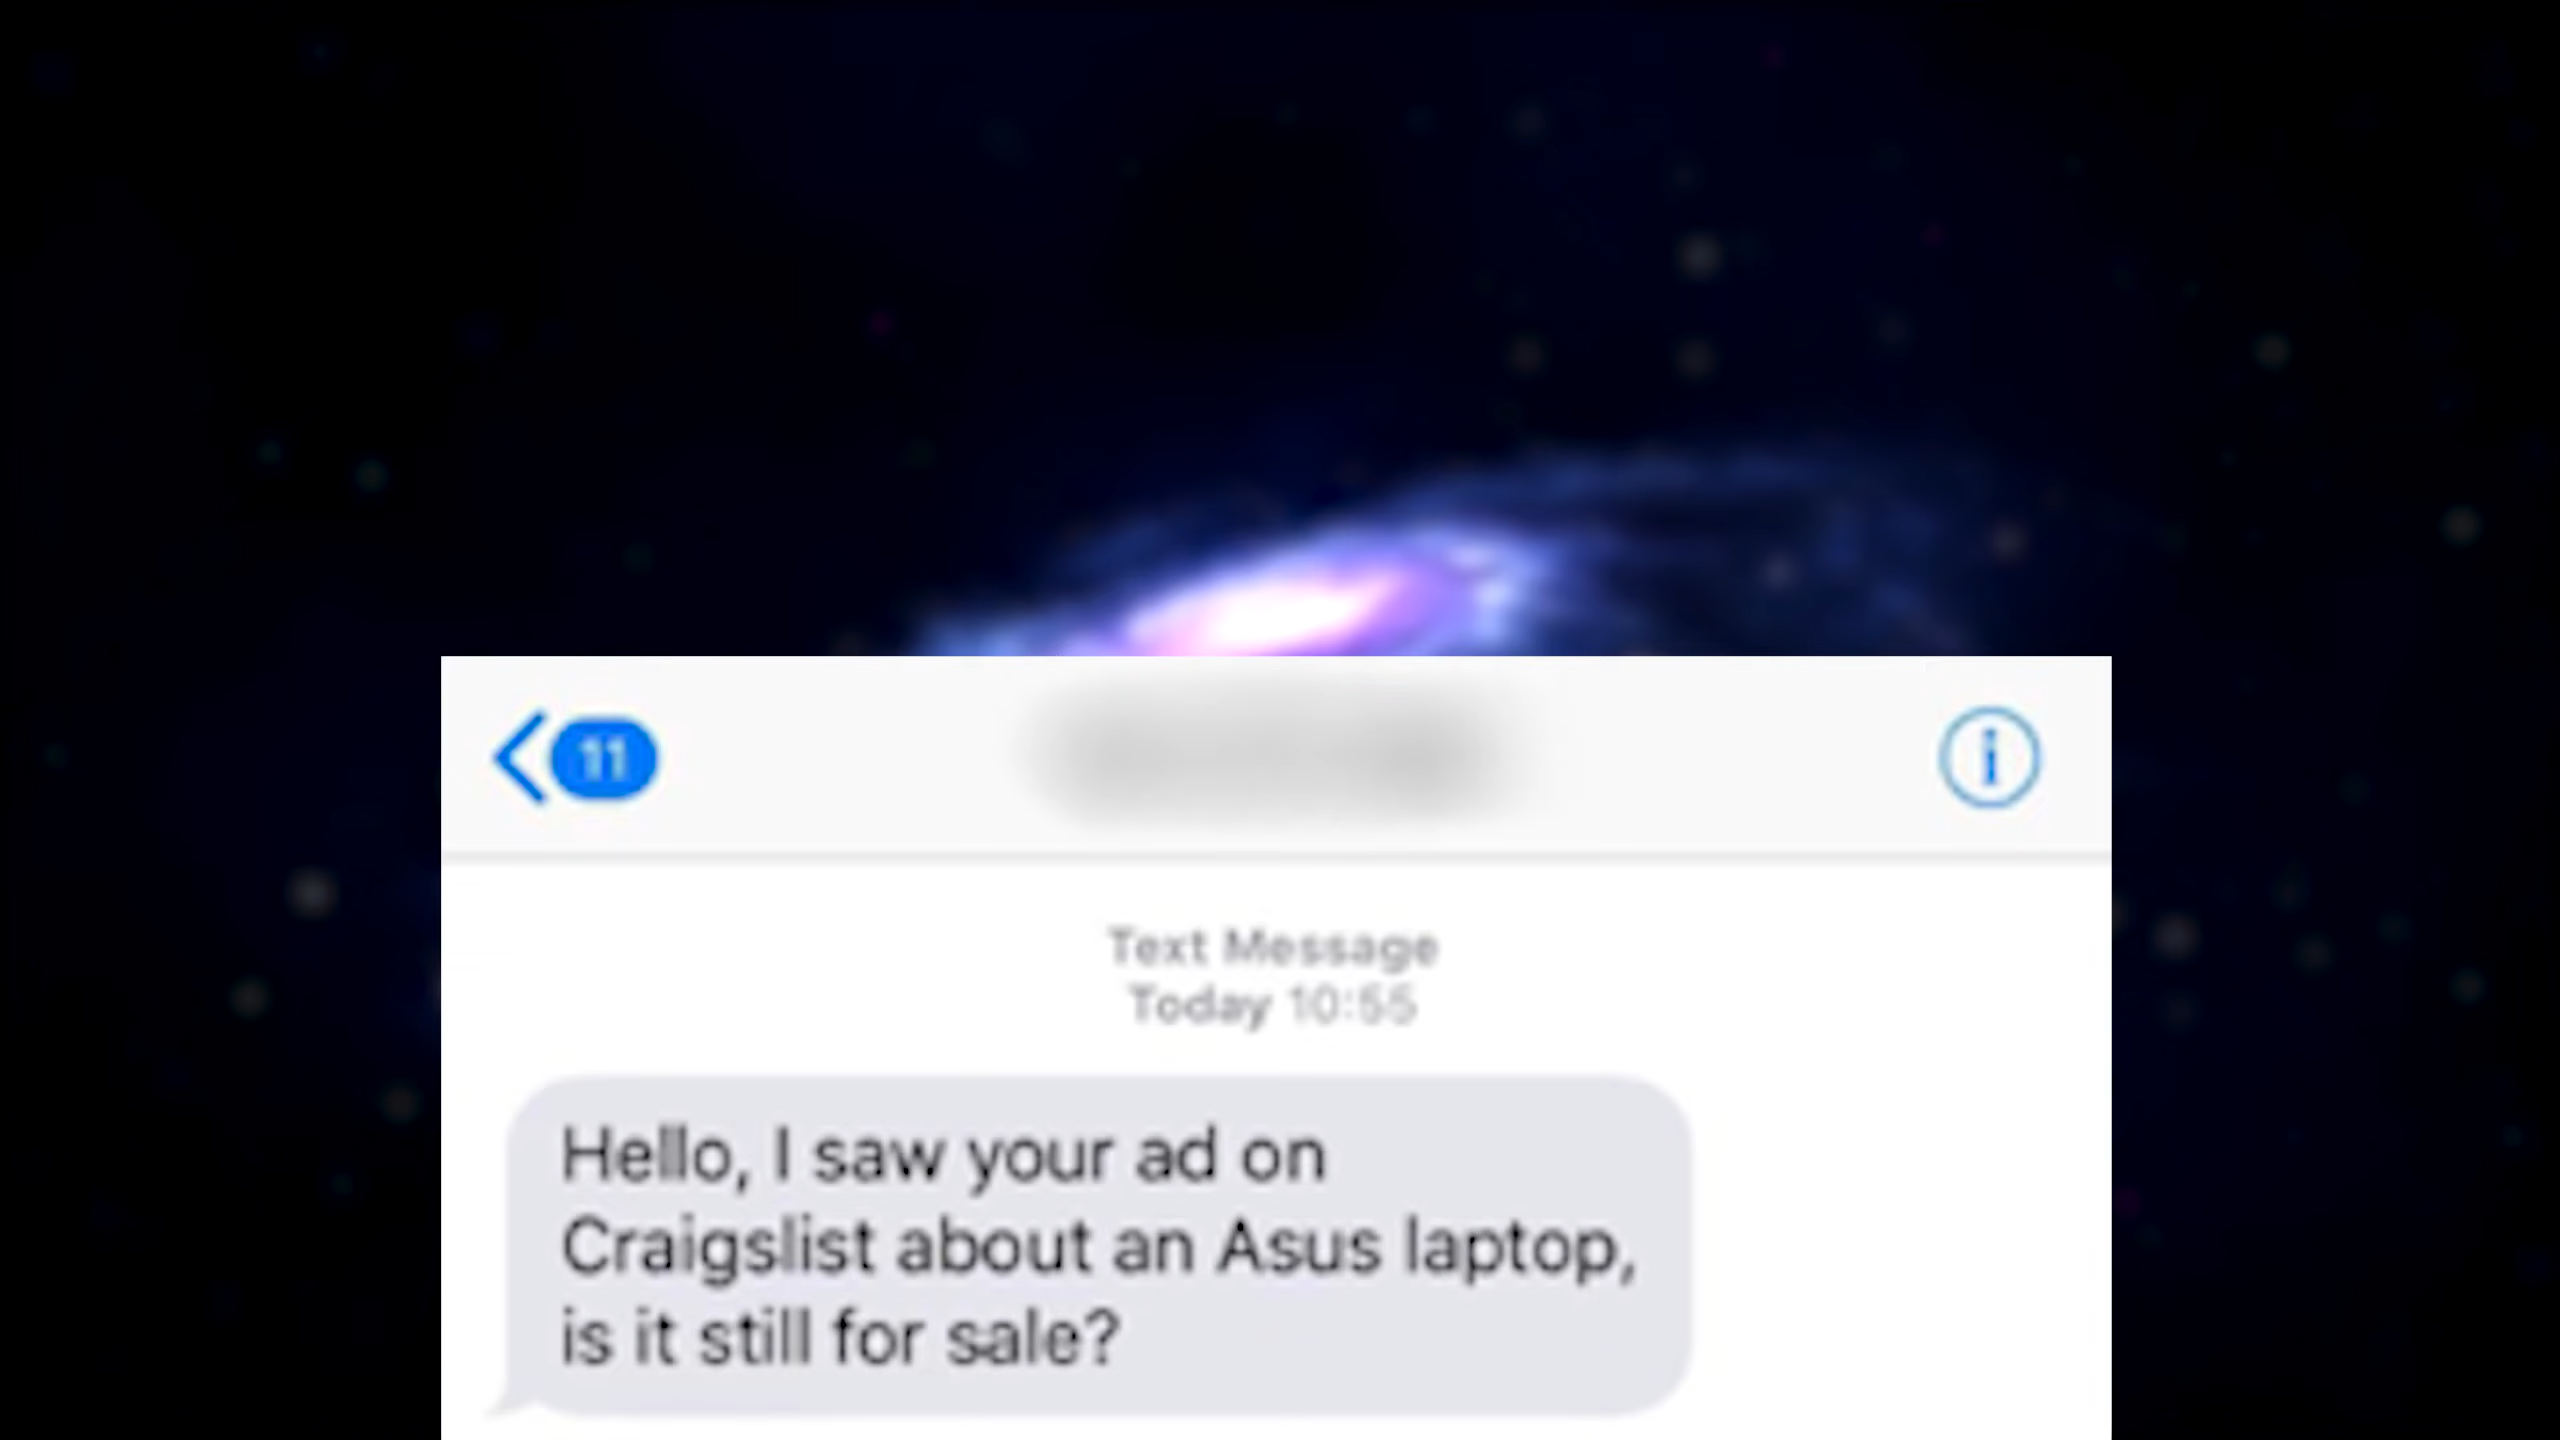 11
Text Message
Today 10:55
Hello, I saw your ad on
Craigslist about an Asus laptop,
is it still for sale?